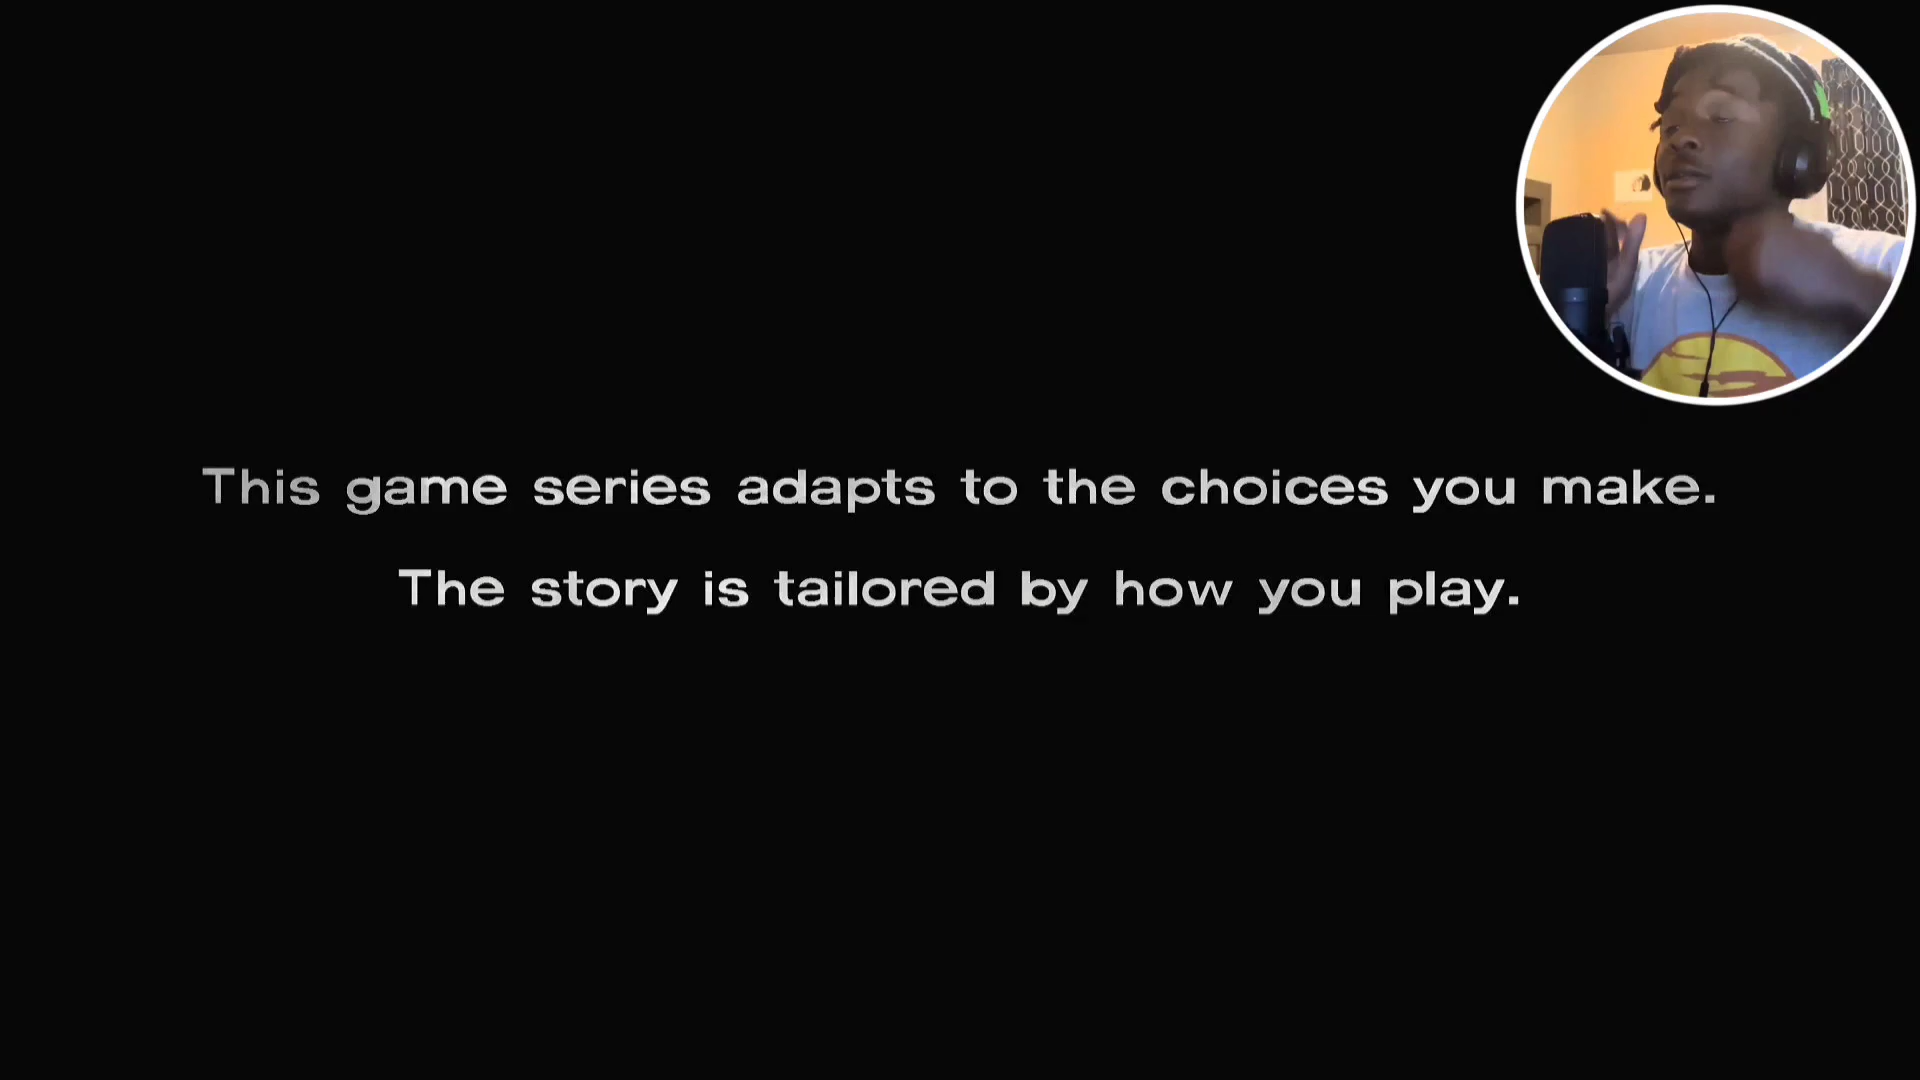 This game series adapts to the choices you make.
The story is tailored by how you play.